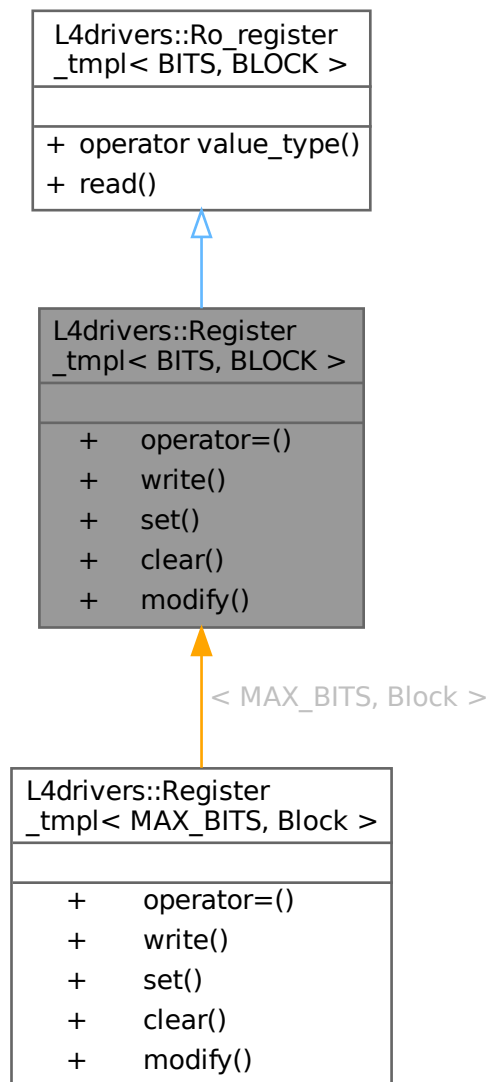 L4drivers::Ro_register
_tmpl< BITS, BLOCK >
+ operator value_type()
+ read()
L4drivers::Register
_tmpl< BITS, BLOCK >
+ operator=()
+ write()
+ set()
+ clear()
+ modify()
< MAX_BITS, Block >
L4drivers::Register
_tmpl< MAX_BITS, Block >
+ operator=()
+ write()
+ set()
+ clear()
+ modify()